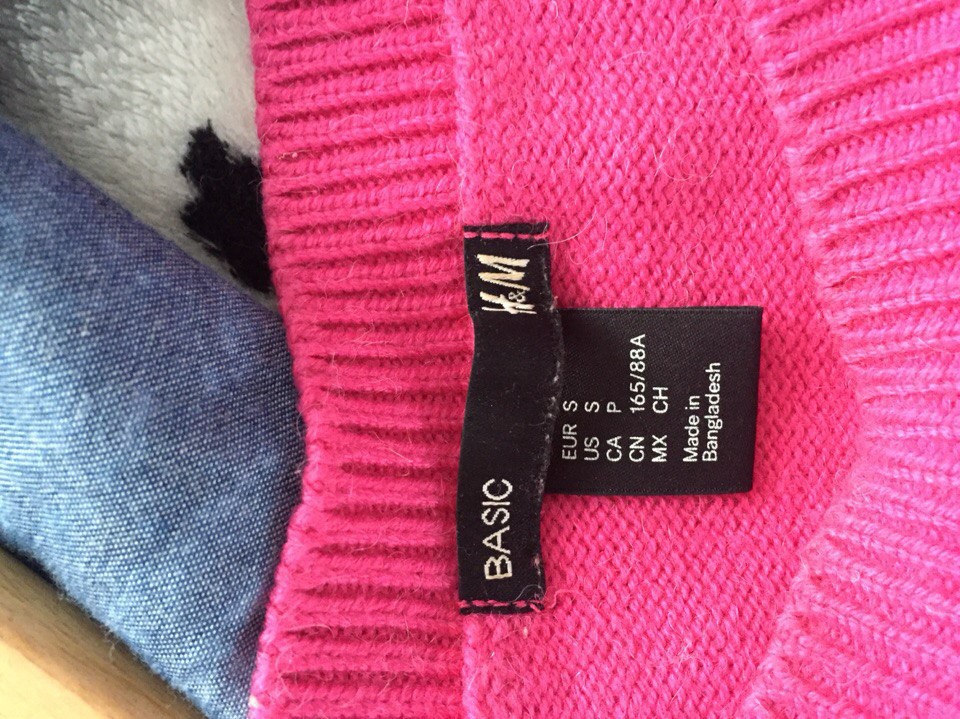 BASIC H&M
EUR S
US S
CA P
CN 165/88A
MX CH
Made in
Bangladesh